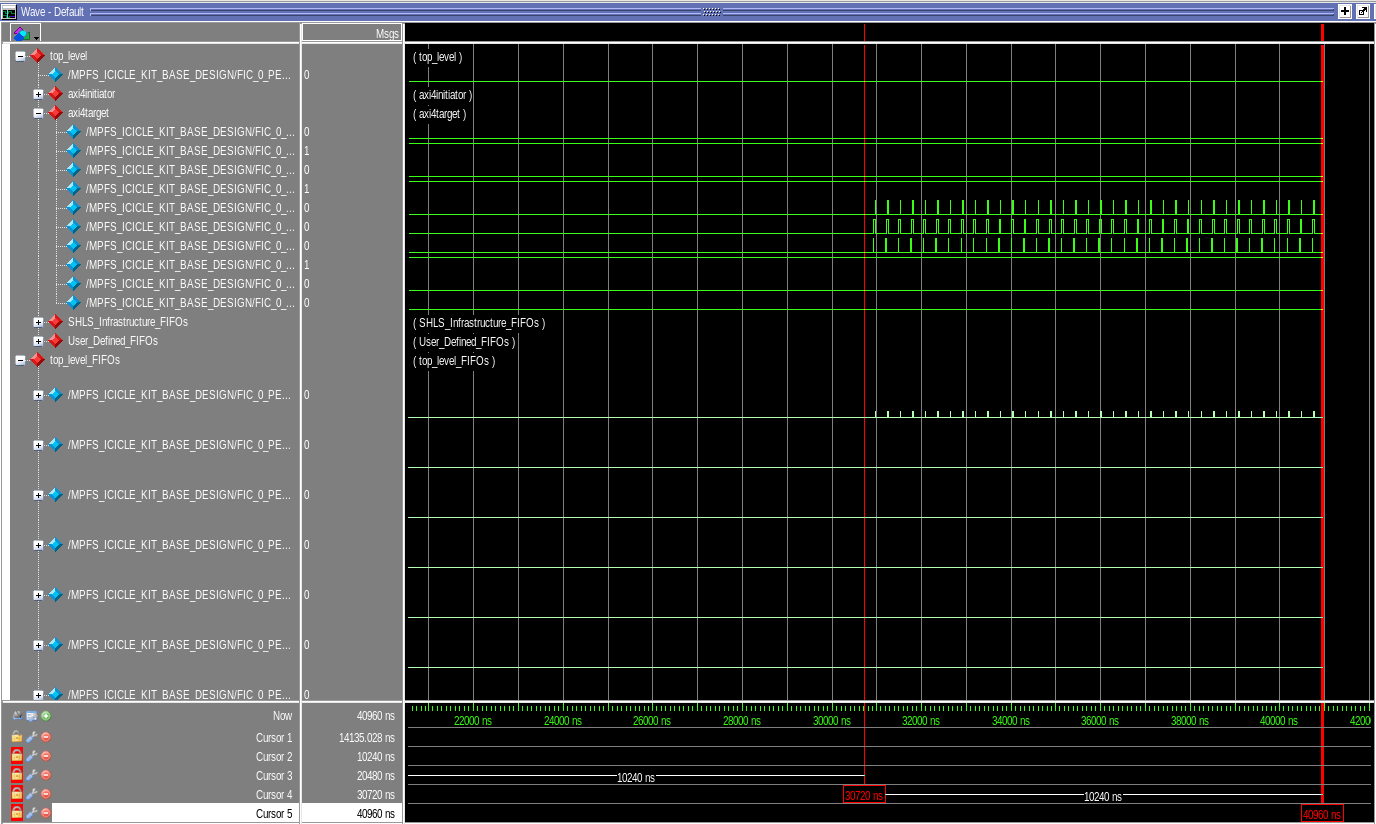 Wave - Default
Msgs
top_level
( top_level )
/MPFS_ICICLE_KIT_BASE_DESIGN/FIC_0_PE... 0
axi4initiator
( axi4initiator )
axi4target
( axi4target )
/MPFS_ICICLE_KIT_BASE_DESIGN/FIC_0_... 0
/MPFS_ICICLE_KIT_BASE_DESIGN/FIC_0_... 1
/MPFS_ICICLE_KIT_BASE_DESIGN/FIC_0_... 0
/MPFS_ICICLE_KIT_BASE_DESIGN/FIC_0_... 1
/MPFS_ICICLE_KIT_BASE_DESIGN/FIC_0_... 0
/MPFS_ICICLE_KIT_BASE_DESIGN/FIC_0_... 0
/MPFS_ICICLE_KIT_BASE_DESIGN/FIC_0_... 0
/MPFS_ICICLE_KIT_BASE_DESIGN/FIC_0_... 1
/MPFS_ICICLE_KIT_BASE_DESIGN/FIC_0_... 0
/MPFS_ICICLE_KIT_BASE_DESIGN/FIC_0_... 0
SHLS_Infrastructure_FIFOs
( SHLS_Infrastructure_FIFOs )
User_Defined_FIFOs
( User_Defined_FIFOs )
top_level_FIFOs
( top_level_FIFOs )
/MPFS_ICICLE_KIT_BASE_DESIGN/FIC_0_PE... 0
/MPFS_ICICLE_KIT_BASE_DESIGN/FIC_0_PE... 0
/MPFS_ICICLE_KIT_BASE_DESIGN/FIC_0_PE... 0
/MPFS_ICICLE_KIT_BASE_DESIGN/FIC_0_PE... 0
/MPFS_ICICLE_KIT_BASE_DESIGN/FIC_0_PE... 0
/MPFS_ICICLE_KIT_BASE_DESIGN/FIC_0_PE... 0
/MPFS_ICICLE_KIT_BASE_DESIGN/FIC_0_PE... 0
Now 40960 ns
22000 ns 24000 ns 26000 ns 28000 ns 30000 ns 32000 ns 34000 ns 36000 ns 38000 ns 40000 ns 42000
Cursor 1 14135.028 ns
Cursor 2 10240 ns
Cursor 3 20480 ns
10240 ns
Cursor 4 30720 ns
30720 ns 10240 ns
Cursor 5 40960 ns
40960 ns